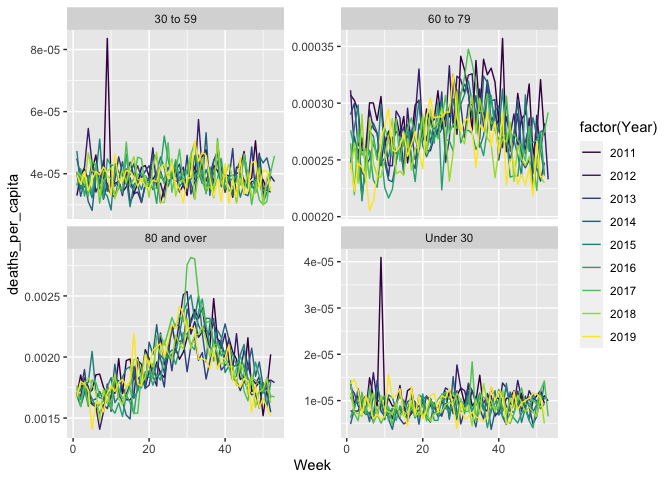 30 to 59
60 to 79
8e-05
6e-05
4e-05
0.00035
0.00030
0.00025
0.00020
80 and over
Under 30
0.0025
0.0020
0.0015
4e-05
3e-05
2e-05
1e-05
0
20
40
0
20
40
Week
deaths_per_capita
factor(Year)
2011
2012
2013
2014
2015
2016
2017
2018
2019